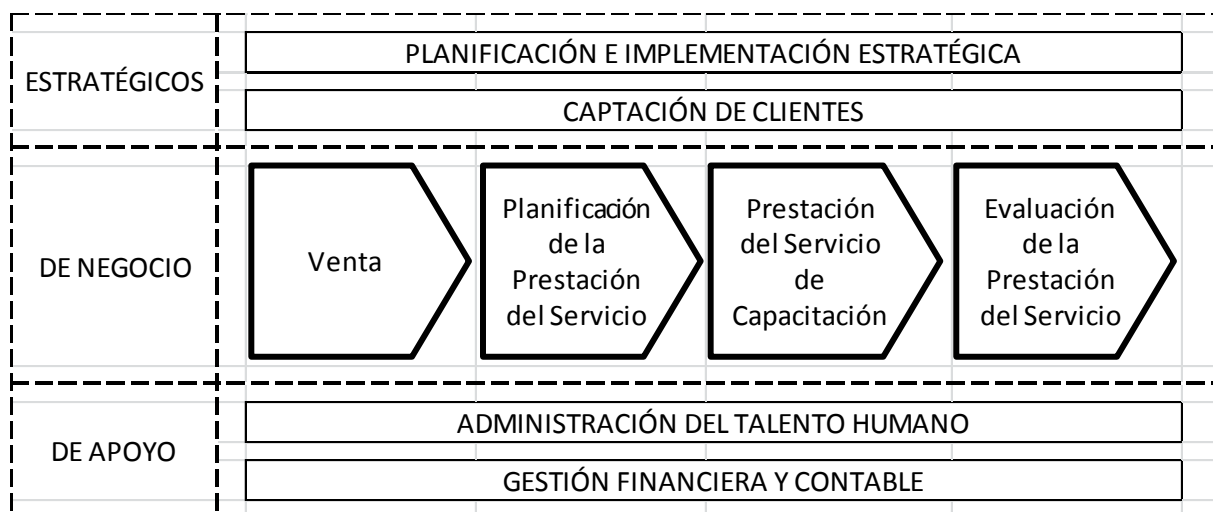 ESTRATÉGICOS
PLANIFICACIÓN E IMPLEMENTACIÓN ESTRATÉGICA
CAPTACIÓN DE CLIENTES
DE NEGOCIO
Venta
Planificación
de la
Prestación
del Servicio
Prestación
del Servicio
de
Capacitación
Evaluación
de la
Prestación
del Servicio
DE APOYO
ADMINISTRACIÓN DEL TALENTO HUMANO
GESTIÓN FINANCIERA Y CONTABLE